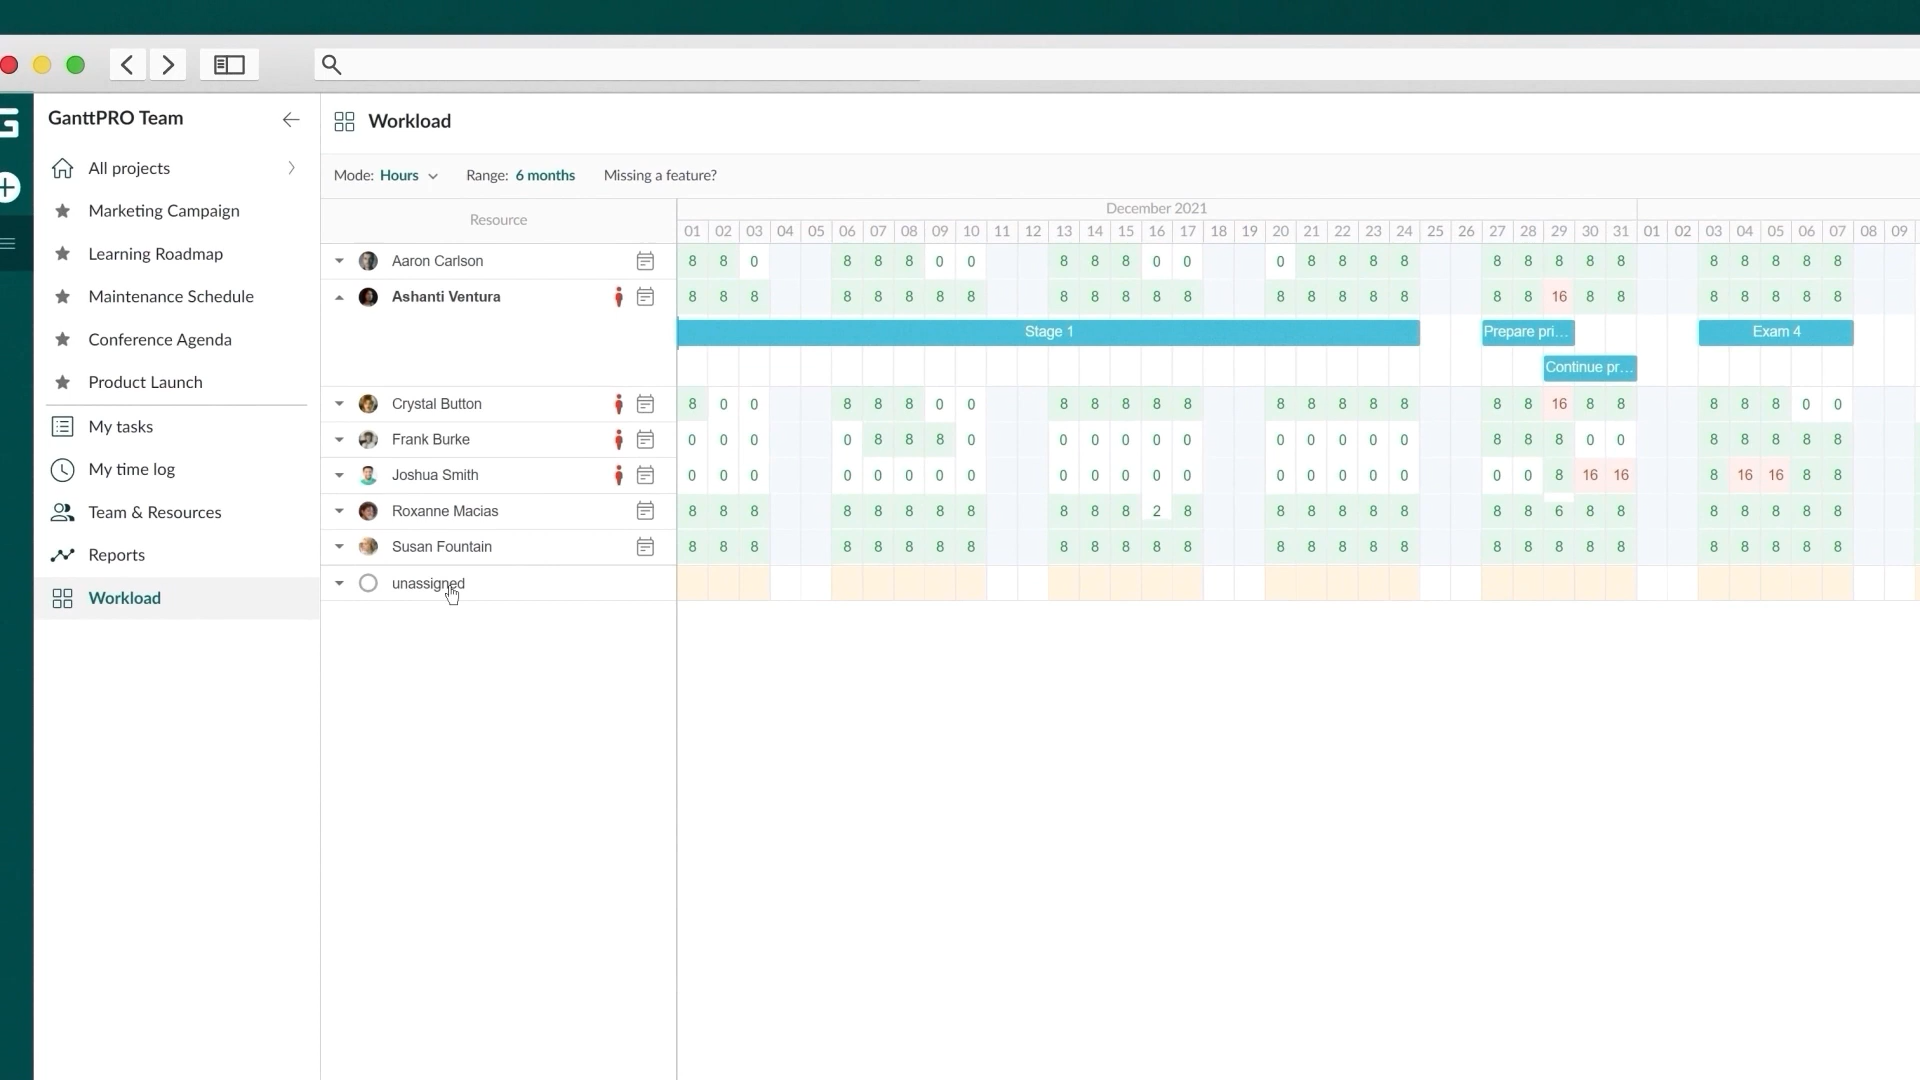 GanttPRO Team
All projects
Marketing Campaign
Learning Roadmap
Maintenance Schedule
Conference Agenda
Product Launch
My tasks
My time log
Team & Resources
Reports
Workload
Workload
Mode: Hours Range: 6 months Missing a feature?
Resource December 2021
01 02 03 04 05 06 07 08 09 10 11 12 13 14 15 16 17 18 19 20 21 22 23 24 25 26 27 28 29 30 31 01 02 03 04 05 06 07 08 09
Aaron Carlson 8 8 0 8 8 8 0 0 8 8 8 0 0 0 8 8 8 8 8 8 8 8 8 8 8 8 8 8
Ashanti Ventura 8 8 8 8 8 8 8 8 8 8 8 8 8 8 8 8 8 8 8 8 16 8 8 8 8 8 8 8
Stage 1 Prepare pri... Exam 4
Continue pr...
Crystal Button 8 0 0 8 8 8 0 0 8 8 8 8 8 8 8 8 8 8 8 8 16 8 8 8 8 8 0 0
Frank Burke 0 0 0 0 8 8 8 0 0 0 0 0 0 0 0 0 0 0 8 8 8 0 0 8 8 8 8 8
Joshua Smith 0 0 0 0 0 0 0 0 0 0 0 0 0 0 0 0 0 0 0 0 8 16 16 8 16 16 8 8
Roxanne Macias 8 8 8 8 8 8 8 8 8 8 8 2 8 8 8 8 8 8 8 8 6 8 8 8 8 8 8 8
Susan Fountain 8 8 8 8 8 8 8 8 8 8 8 8 8 8 8 8 8 8 8 8 8 8 8 8 8 8 8 8
unassigned